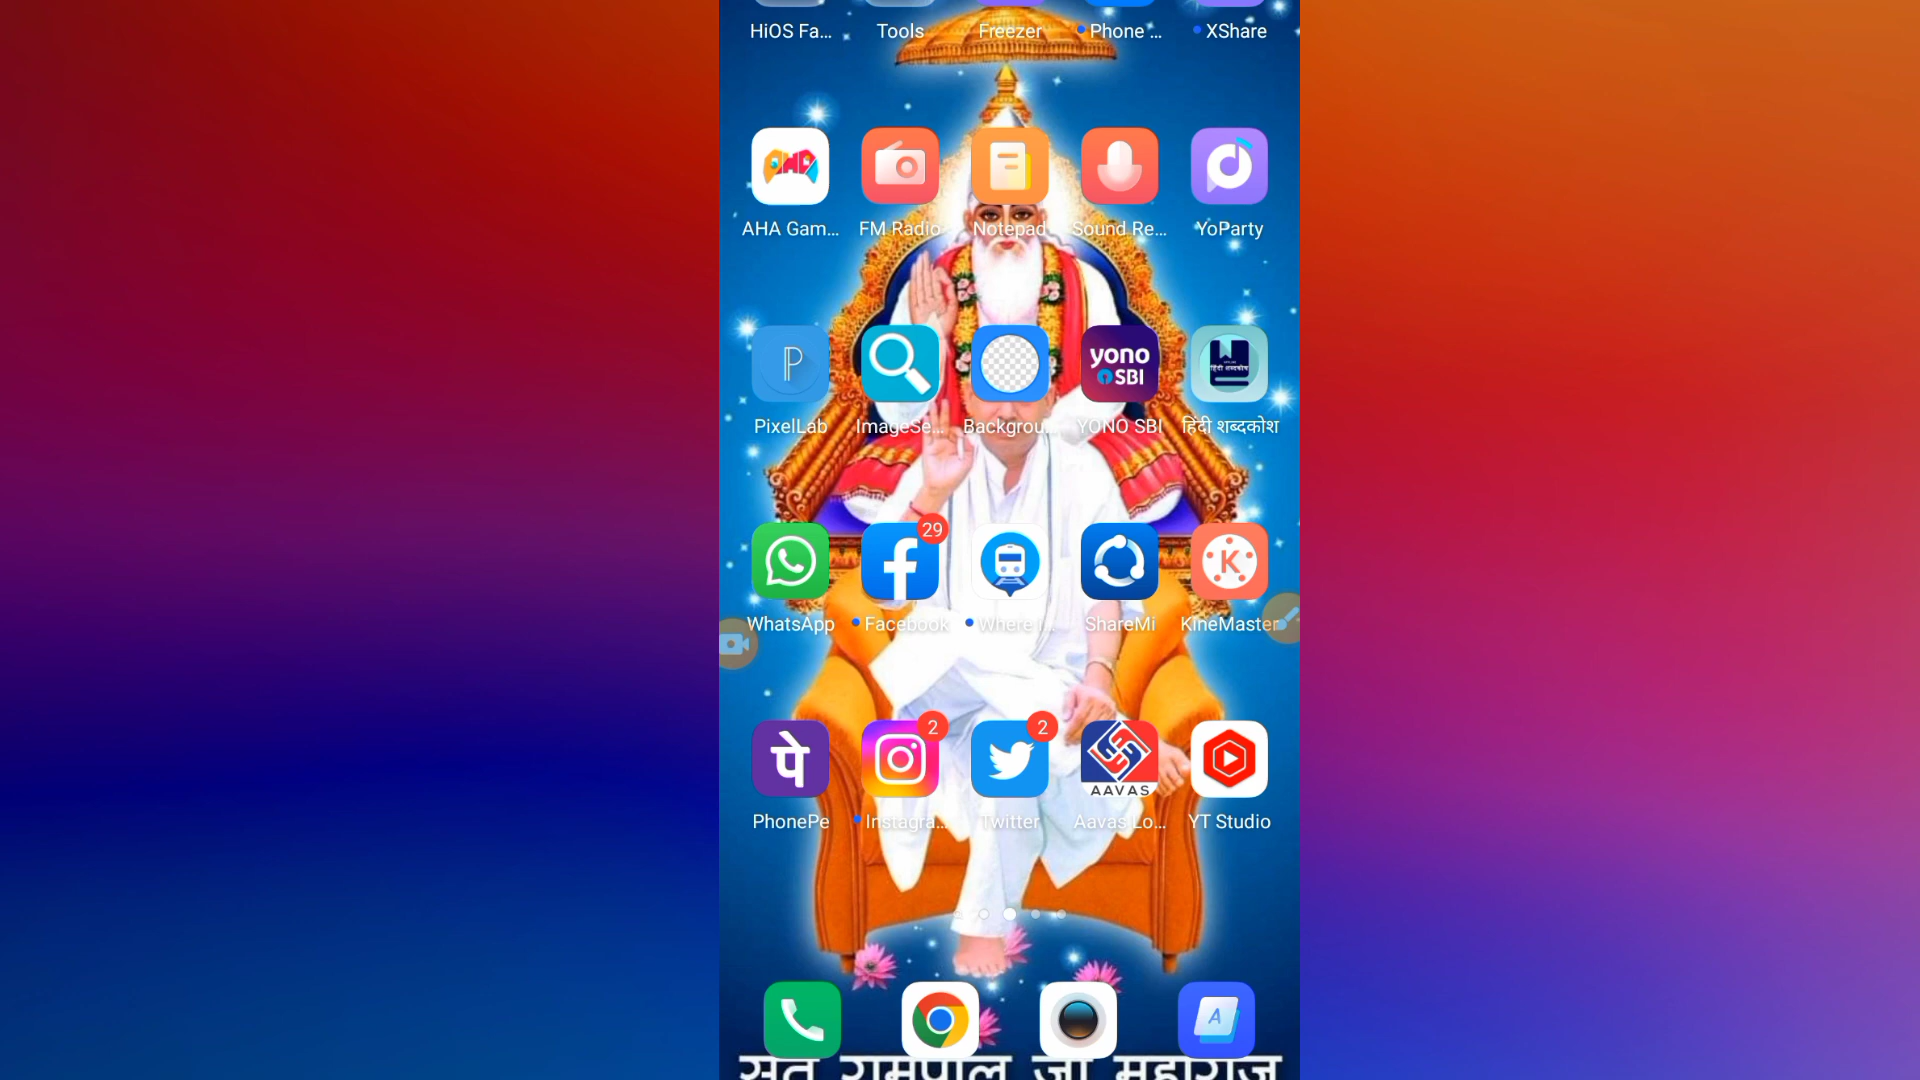 HiOS Fa... Tools Freezer Phone ... XShare
AHA Gam... FM Radio Notepad Sound Re... YoParty
yono
SBI
हिंदी शब्दकोश
PixelLab ImageSe... Backgrou... YONO SBI हिंदी शब्दकोश
29
WhatsApp Facebook Where I... ShareMi KineMaster
2 2
पे
AAVAS
PhonePe Instagra... Twitter Aavas Lo... YT Studio
संत रामपाल जी महाराज